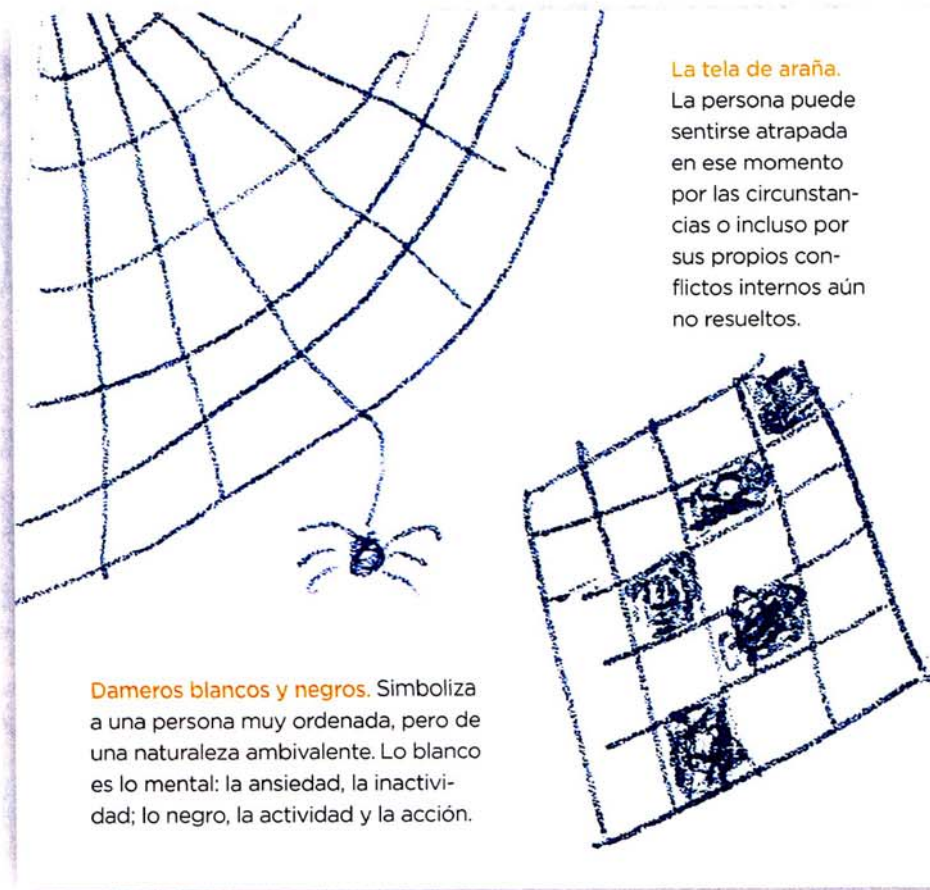 La tela de araña.
La persona puede
sentirse atrapada
en ese momento
por las circunstan-
cias o incluso por
sus propios con-
flictos internos aún
no resueltos.
Dameros blancos y negros. Simboliza
a una persona muy ordenada, pero de
una naturaleza ambivalente. Lo blanco
es lo mental: la ansiedad, la inactivi-
dad; lo negro, la actividad y la acción.